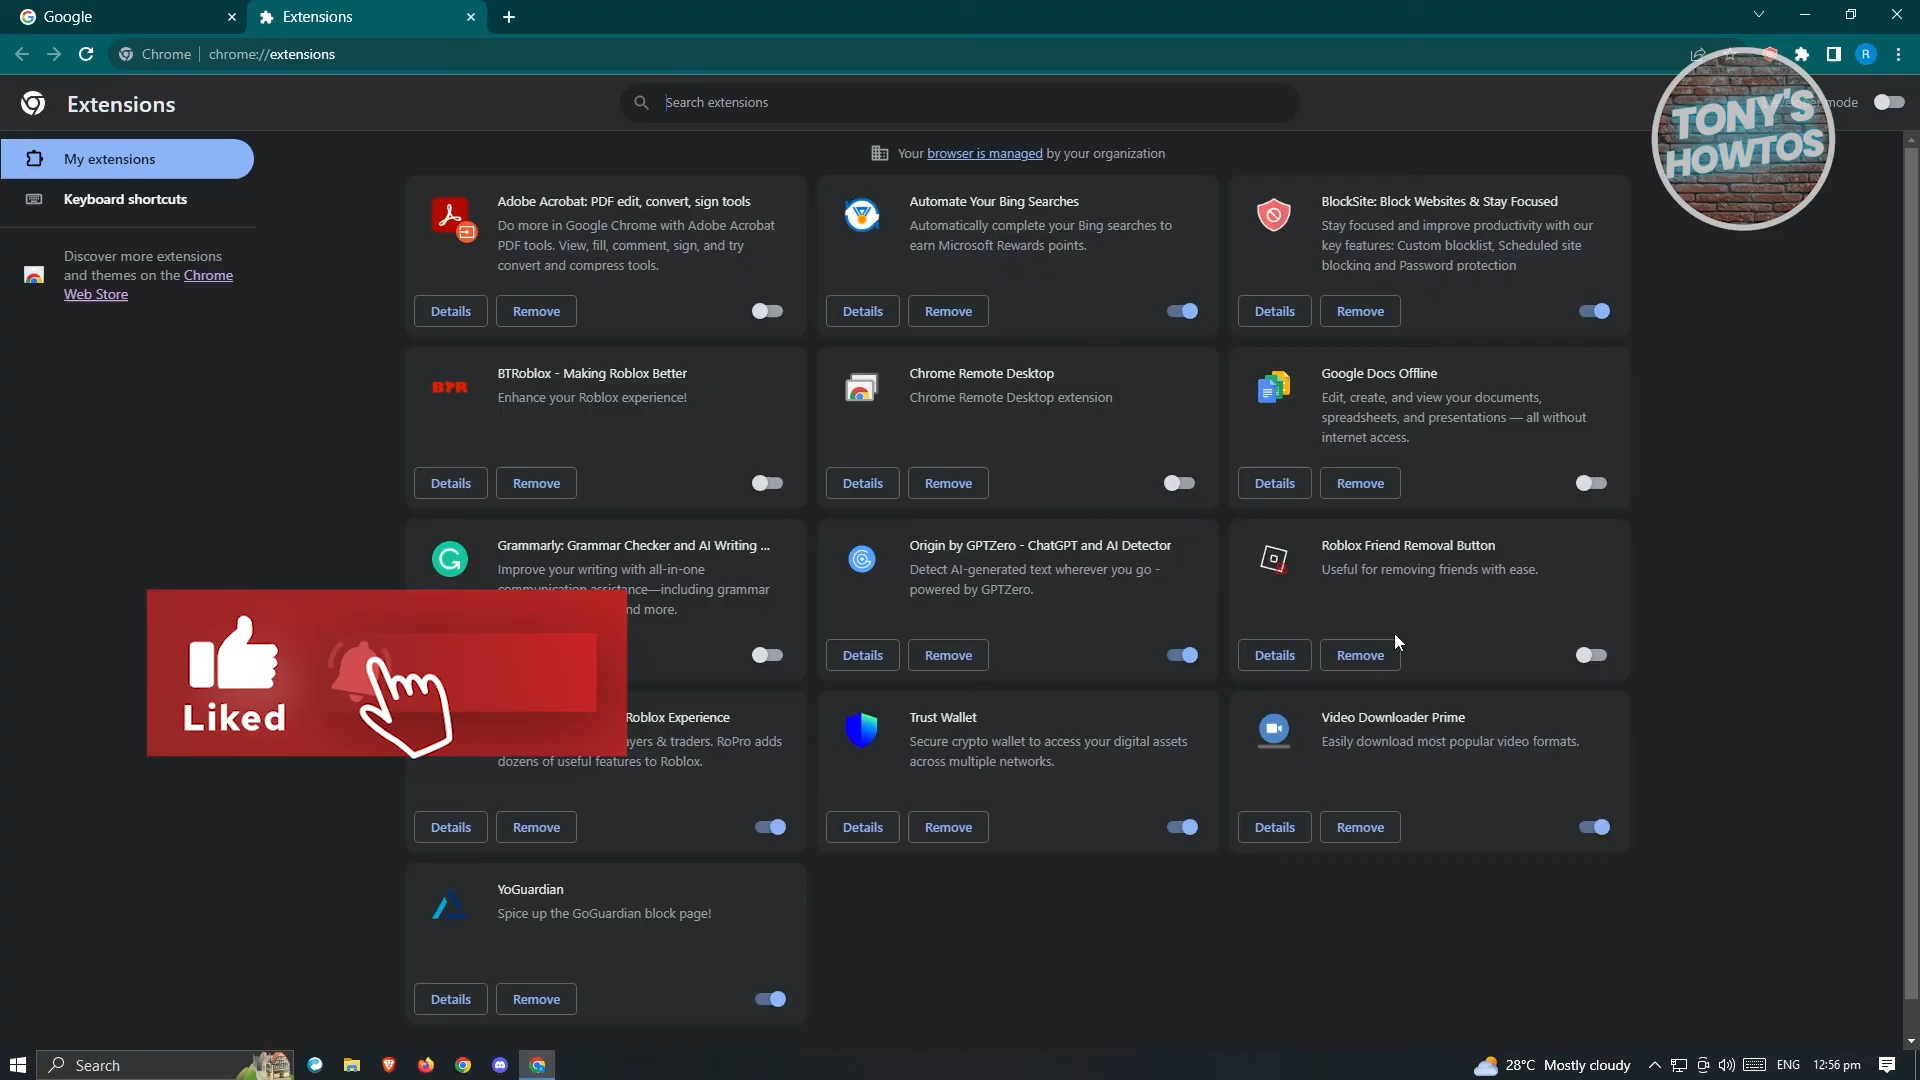 Google
Extensions
Chrome
chrome://extensions
R
Extensions
Search extensions
mode
TONY'S
HOWTOS
My extensions
Keyboard shortcuts
Discover more extensions
and themes on the Chrome
Web Store
Your browser is managed by your organization
Adobe Acrobat: PDF edit, convert, sign tools
Do more in Google Chrome with Adobe Acrobat
PDF tools. View, fill, comment, sign, and try
convert and compress tools.
Details
Remove
Automate Your Bing Searches
Automatically complete your Bing searches to
earn Microsoft Rewards points.
Details
Remove
BlockSite: Block Websites & Stay Focused
Stay focused and improve productivity with our
key features: Custom blocklist, Scheduled site
blocking and Password protection
Details
Remove
BTR
BTRoblox - Making Roblox Better
Enhance your Roblox experience!
Details
Remove
Chrome Remote Desktop
Chrome Remote Desktop extension
Details
Remove
Google Docs Offline
Edit, create, and view your documents,
spreadsheets, and presentations — all without
internet access.
Details
Remove
Grammarly: Grammar Checker and AI Writing ...
Improve your writing with all-in-one
communication assistance—including grammar
nd more.
Origin by GPTZero - ChatGPT and AI Detector
Detect AI-generated text wherever you go -
powered by GPTZero.
Details
Remove
Roblox Friend Removal Button
Useful for removing friends with ease.
Details
Remove
Liked
Roblox Experience
ayers & traders. RoPro adds
dozens of useful features to Roblox.
Details
Remove
Trust Wallet
Secure crypto wallet to access your digital assets
across multiple networks.
Details
Remove
Video Downloader Prime
Easily download most popular video formats.
Details
Remove
YoGuardian
Spice up the GoGuardian block page!
Details
Remove
Search
28°C Mostly cloudy
ENG
12:56 pm